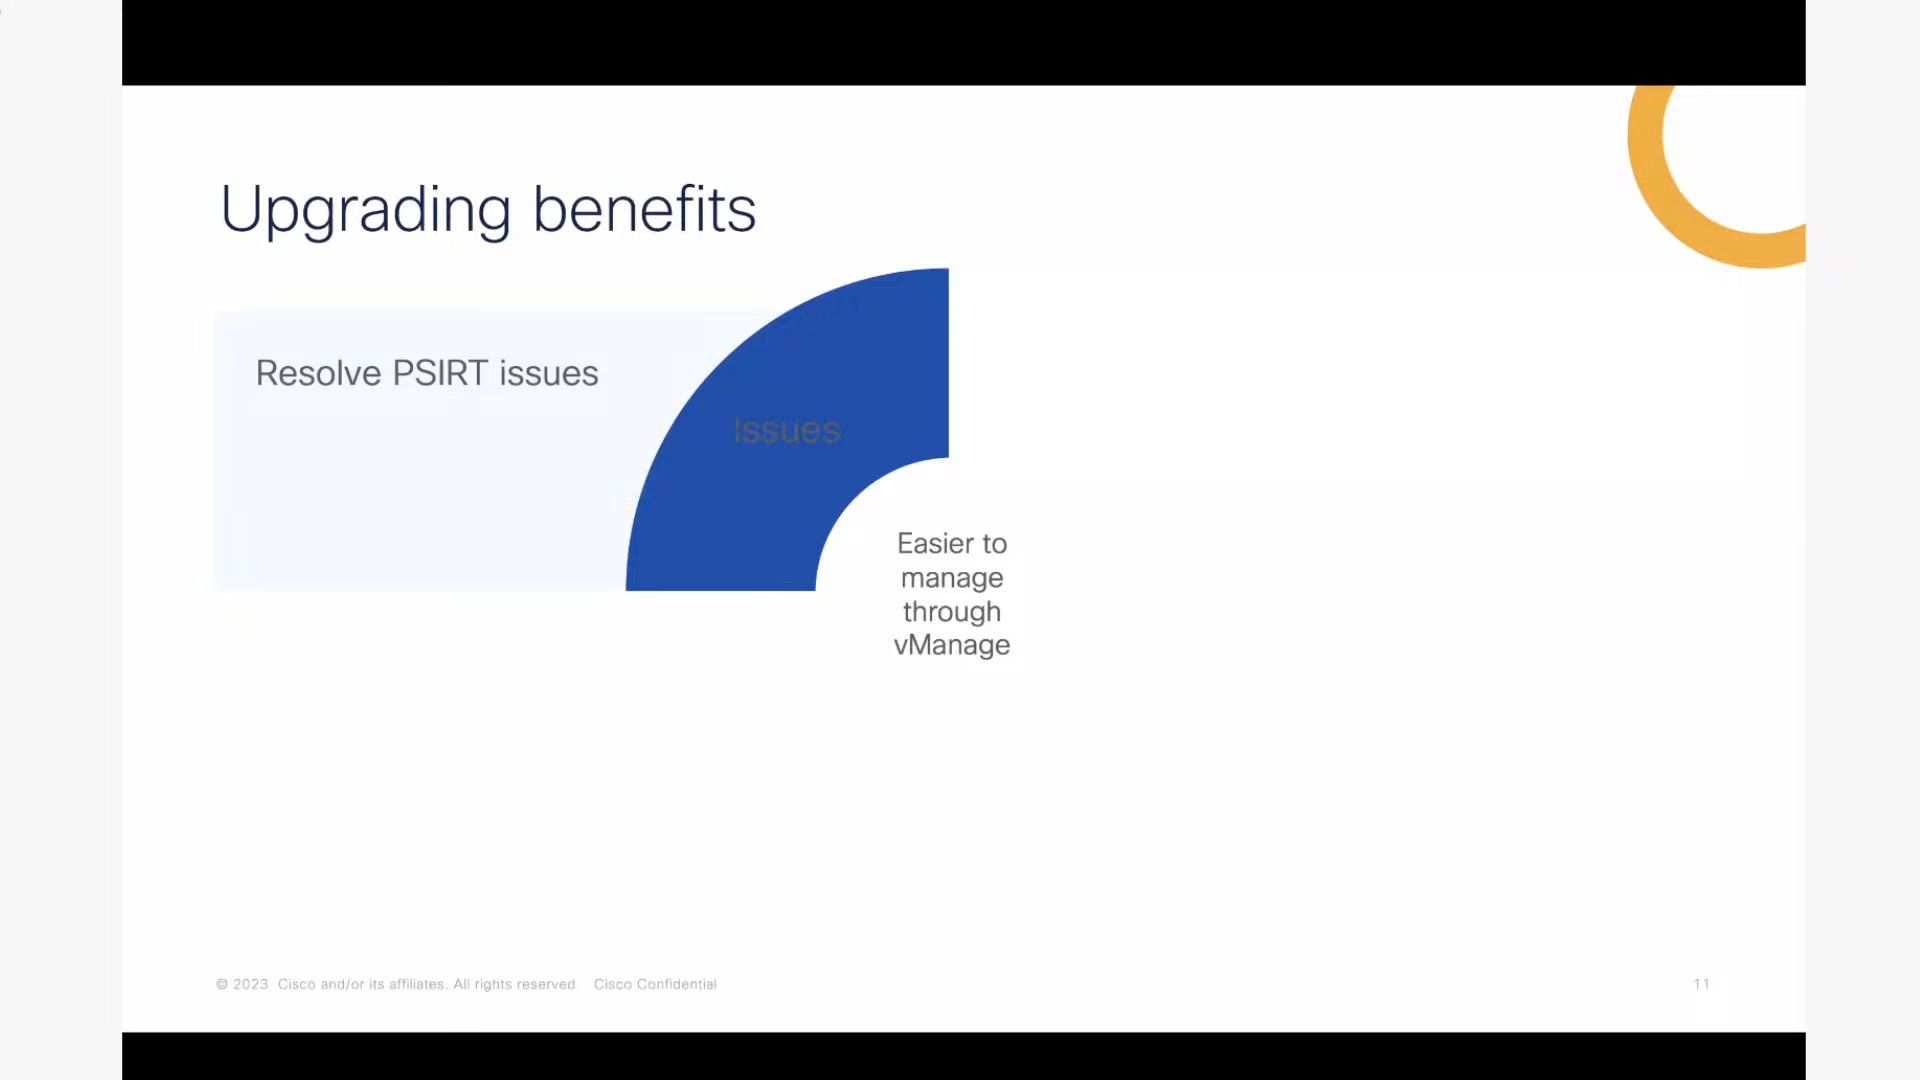 Upgrading benefits
Resolve PSIRT issues
Issues
Easier to
manage
through
vManage
© 2023 Cisco and/or its affiliates. All rights reserved. Cisco Confidential
11